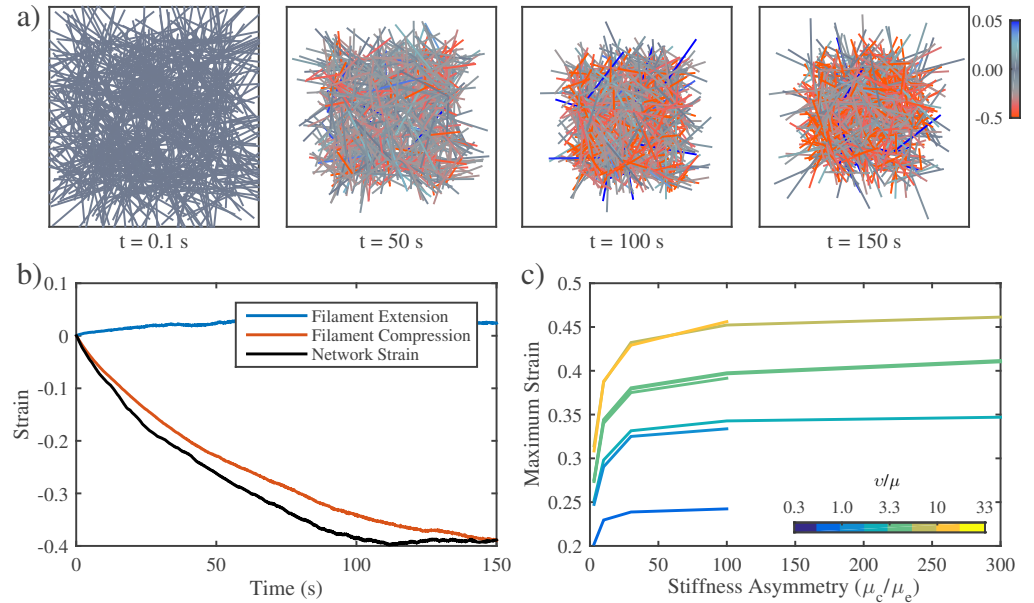 a)
0.05
0.00
-0.5
t = 0.1 s
t = 50 s
t = 100 s
t = 150 s
b)
0.1
0
-0.1
-0.2
-0.3
-0.4
Strain
Filament Extension
Filament Compression
Network Strain
0
50
100
150
Time (s)
c)
0.5
0.45
0.4
0.35
0.3
0.25
0.2
Maximum Strain
υ/μ
0.3
1.0
3.3
10
33
0
50
100
150
200
250
300
Stiffness Asymmetry (μc/μe)